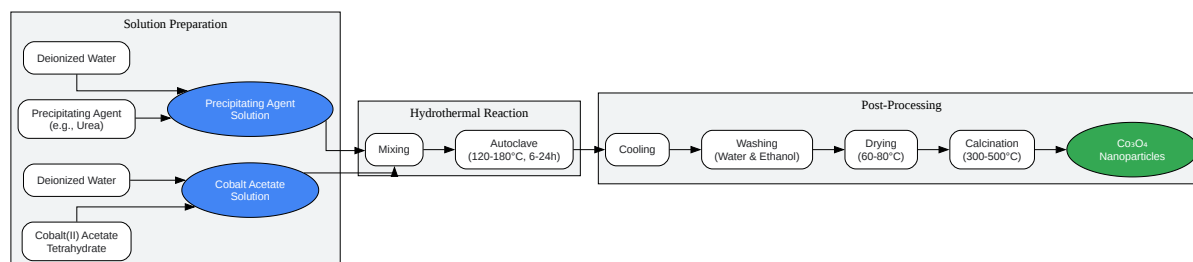 Solution Preparation
Deionized Water
Precipitating Agent
(e.g., Urea)
Precipitating Agent
Solution
Deionized Water
Cobalt(II) Acetate
Tetrahydrate
Cobalt Acetate
Solution
Hydrothermal Reaction
Mixing
Autoclave
(120-180°C, 6-24h)
Post-Processing
Cooling
Washing
(Water & Ethanol)
Drying
(60-80°C)
Calcination
(300-500°C)
Co₃O₄
Nanoparticles